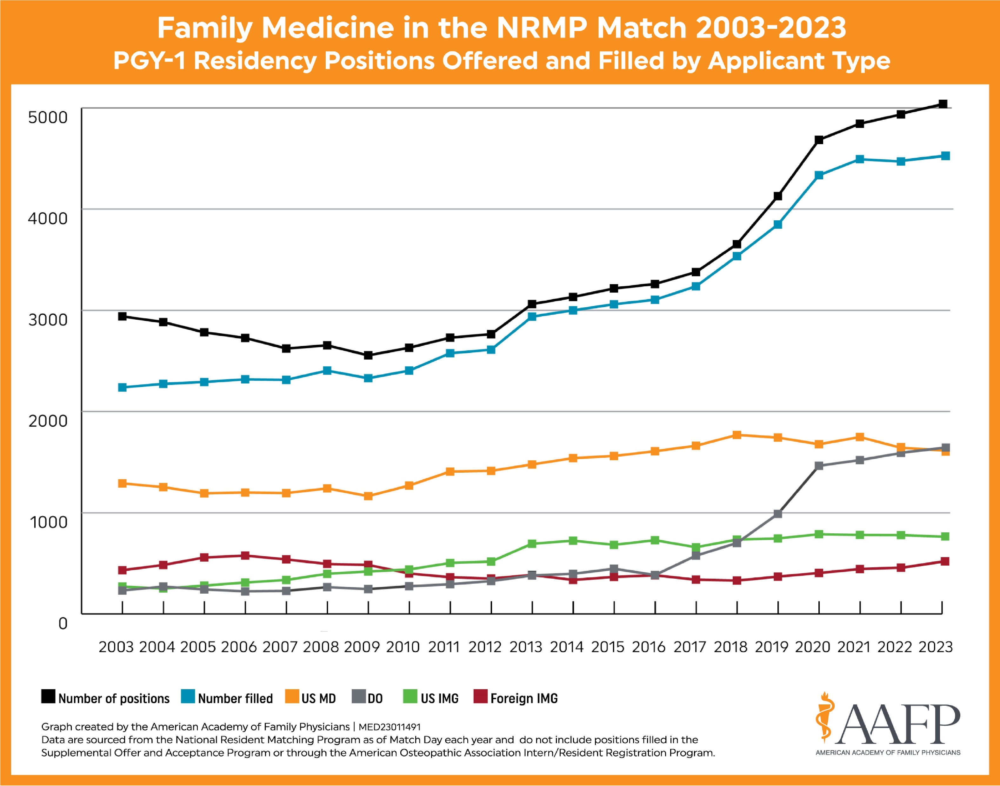 Family Medicine in the NRMP Match 2003-2023
PGY-1 Residency Positions Offered and Filled by Applicant Type
5000
4000
3000
2000
1000
0
2003 2004 2005 2006 2007 2008 2009 2010 2011 2012 2013 2014 2015 2016 2017 2018 2019 2020 2021 2022 2023
Number of positions Number filled US MD DO US IMG Foreign IMG
Graph created by the American Academy of Family Physicians | MED23011491
Data are sourced from the National Resident Matching Program as of Match Day each year and do not include positions filled in the
Supplemental Offer and Acceptance Program or through the American Osteopathic Association Intern/Resident Registration Program.
AAFP
AMERICAN ACADEMY OF FAMILY PHYSICIANS